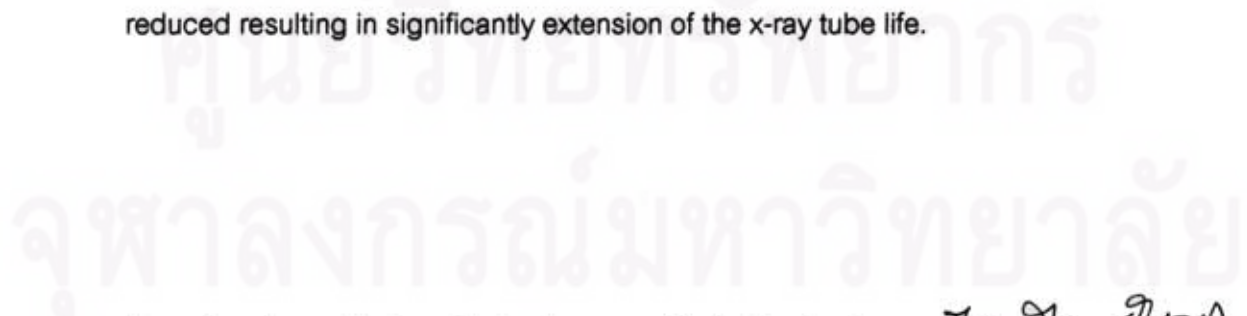 reduced resulting in significantly extension of the x-ray tube life.
ศูนย์วิทยทรัพยากร
จุฬาลงกรณ์มหาวิทยาลัย